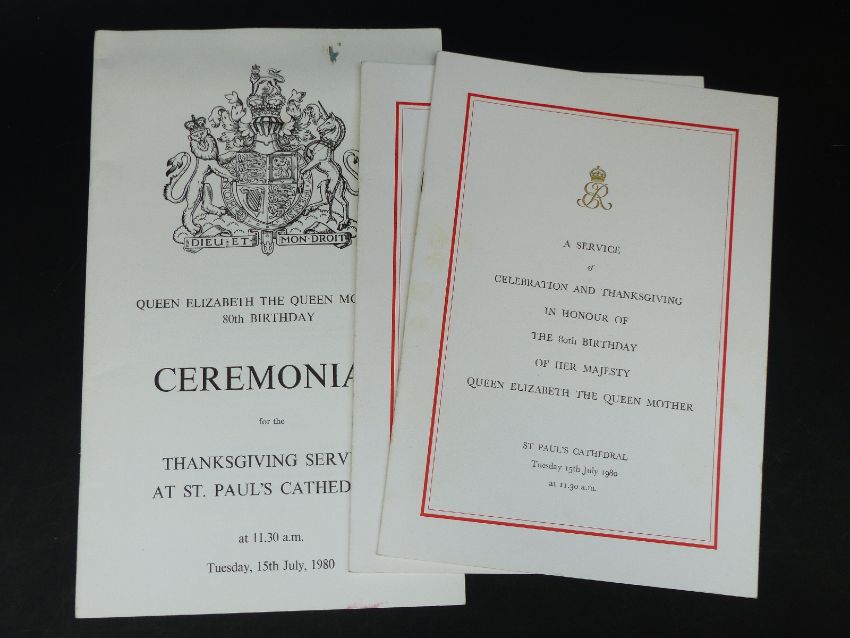 DIEU ET MON DROIT
QUEEN ELIZABETH THE QUEEN MO
80th BIRTHDAY
CEREMONIA
for the
THANKSGIVING SERV
AT ST. PAUL'S CATHED
at 11.30 a.m.
Tuesday, 15th July, 1980
ER
A SERVICE
of
CELEBRATION AND THANKSGIVING
IN HONOUR OF
THE 80th BIRTHDAY
OF HER MAJESTY
QUEEN ELIZABETH THE QUEEN MOTHER
ST PAUL'S CATHEDRAL
Tuesday 15th July 1980
at 11.30 a.m.